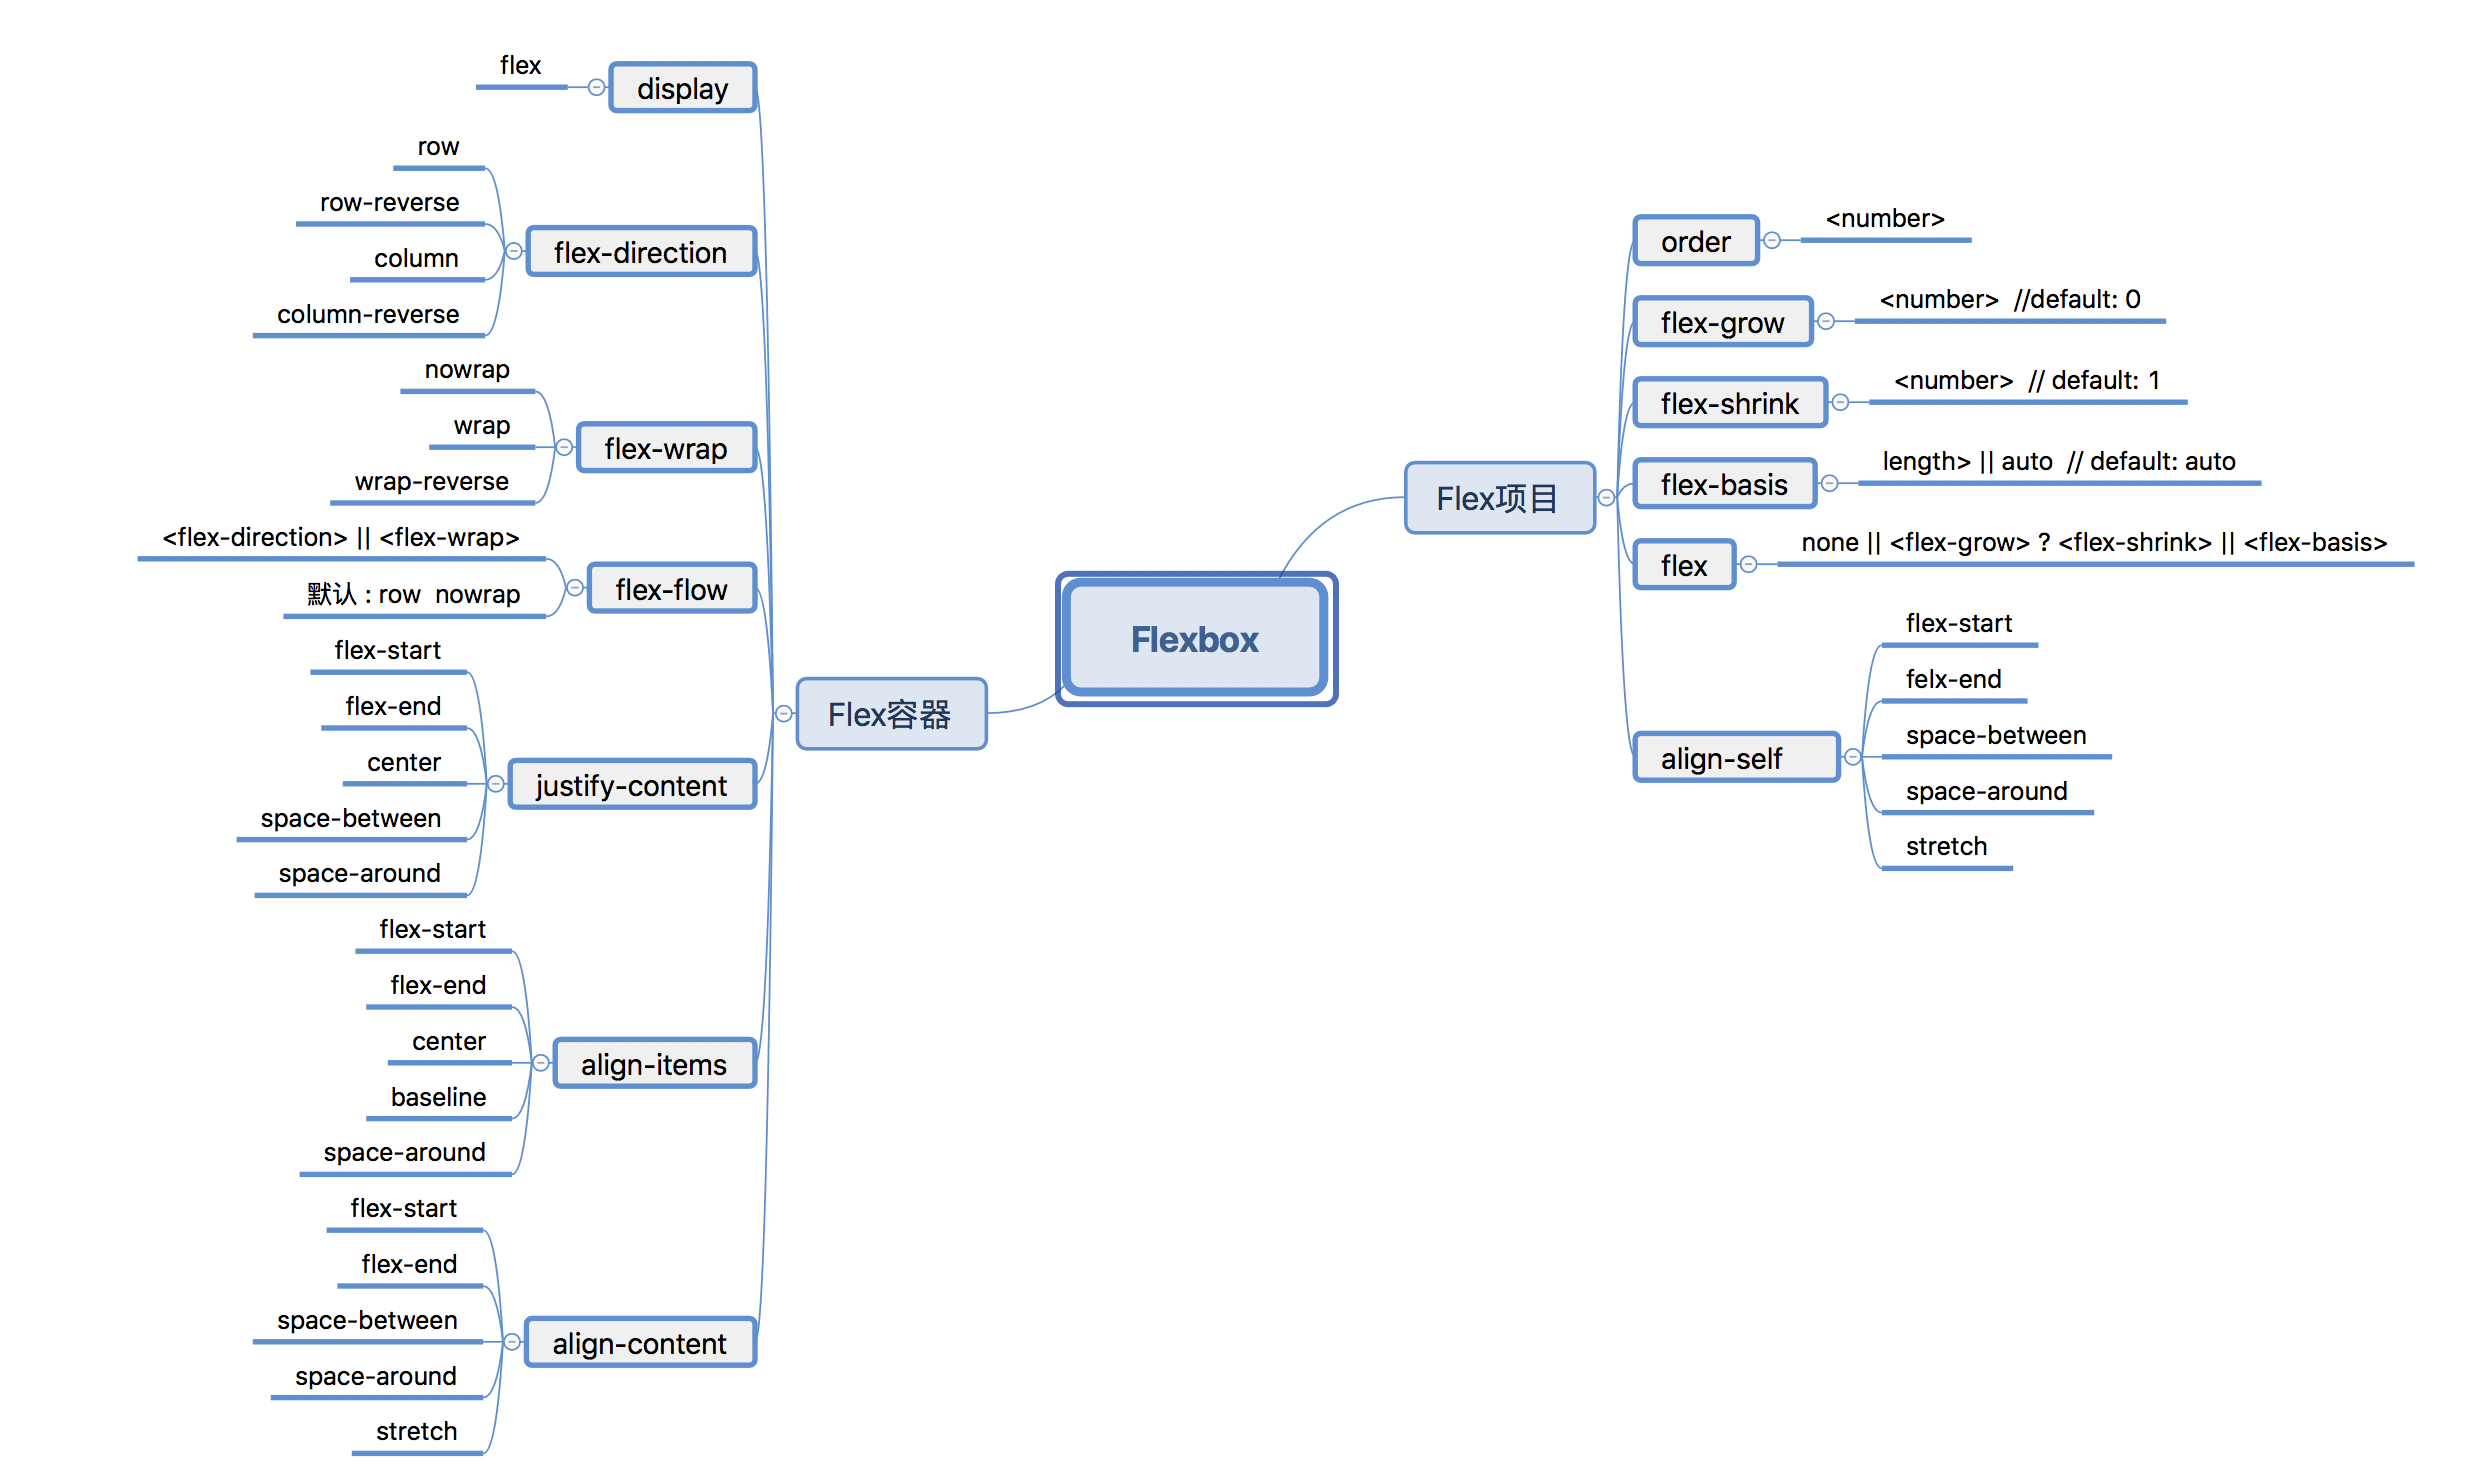 Flexbox
Flex容器
display
flex
flex-direction
row
row-reverse
column
column-reverse
flex-wrap
nowrap
wrap
wrap-reverse
flex-flow
<flex-direction> || <flex-wrap>
默认 : row  nowrap
justify-content
flex-start
flex-end
center
space-between
space-around
align-items
flex-start
flex-end
center
baseline
space-around
align-content
flex-start
flex-end
space-between
space-around
stretch
Flex项目
order
<number>
flex-grow
<number>  //default: 0
flex-shrink
<number>  // default: 1
flex-basis
length> || auto  // default: auto
flex
none || <flex-grow> ? <flex-shrink> || <flex-basis>
align-self
flex-start
felx-end
space-between
space-around
stretch